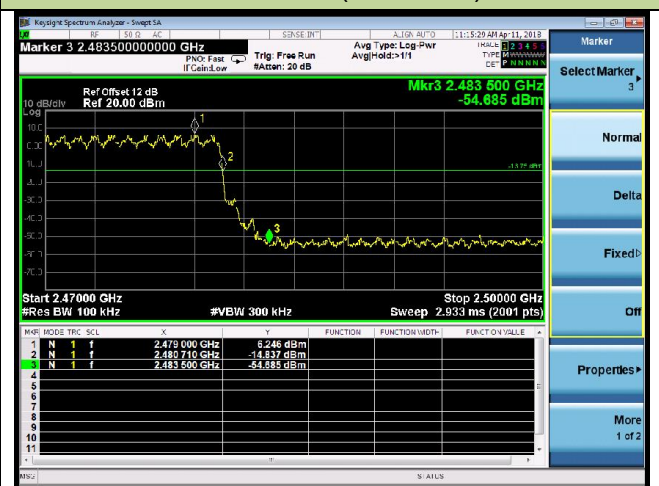 Keysight Spectrum Analyzer - Swept SA
RF 50 Ω AC SENSE:INT ALIGN AUTO 11:15:29 AM Apr 11, 2018
Marker 3 2.483500000000 GHz
PNO: Fast
IFGain:Low
Trig: Free Run
#Atten: 20 dB
Avg Type: Log-Pwr
Avg|Hold:>1/1
TRACE 1 2 3 4 5 6
TYPE
DET P N N N N N
Ref Offset 12 dB
10 dB/div Ref 20.00 dBm
Log
Mkr3 2.483 500 GHz
-54.685 dBm
1
2
3
-13.75 dBm
Start 2.47000 GHz Stop 2.50000 GHz
#Res BW 100 kHz #VBW 300 kHz Sweep 2.933 ms (2001 pts)
MKR MODE TRC SCL X Y FUNCTION FUNCTION WIDTH FUNCTION VALUE
1 N 1 f 2.479 000 GHz 6.246 dBm
2 N 1 f 2.480 710 GHz -14.837 dBm
3 N 1 f 2.483 500 GHz -54.685 dBm
4
5
6
7
8
9
10
11
MSG STATUS
Marker
Select Marker
3
Normal
Delta
Fixed
Off
Properties
More
1 of 2